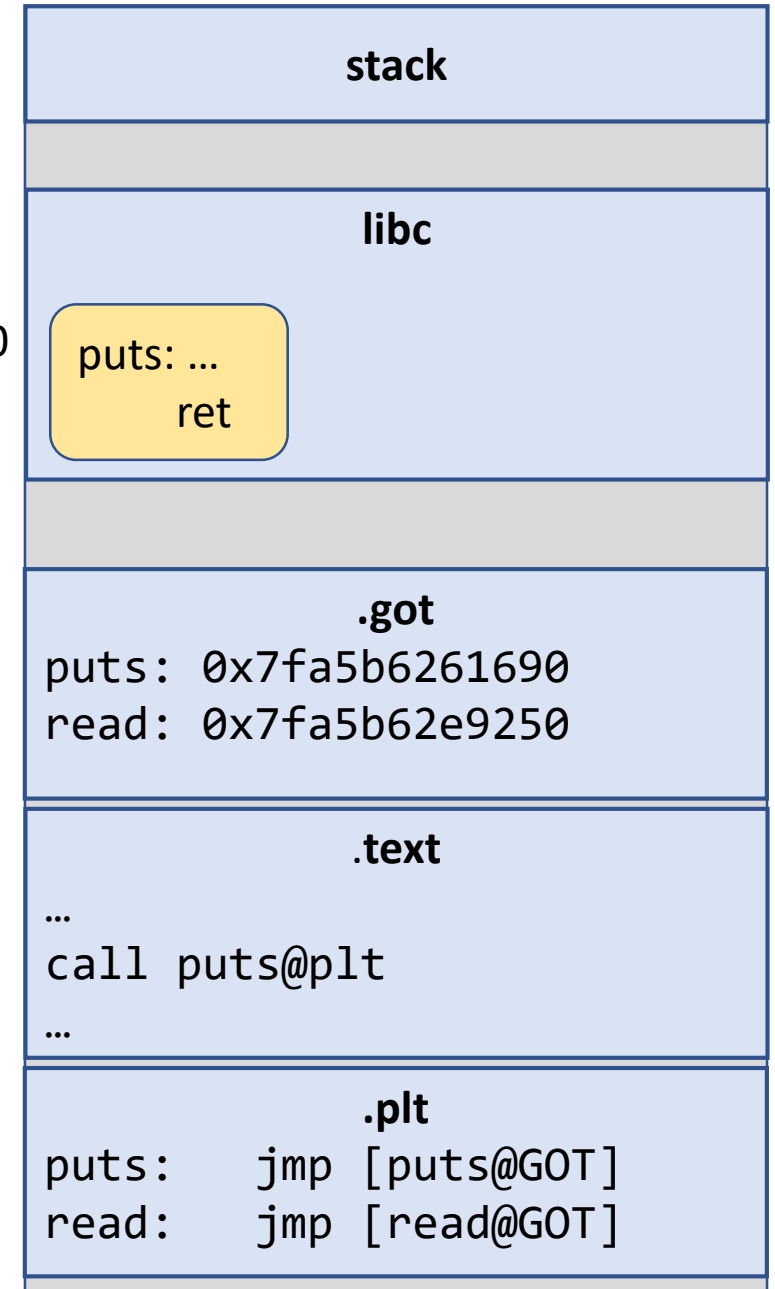 stack
libc
0
puts: …
ret
.got
puts: 0x7fa5b6261690
read: 0x7fa5b62e9250
.text
…
call puts@plt
…
.plt
puts: jmp [puts@GOT]
read: jmp [read@GOT]